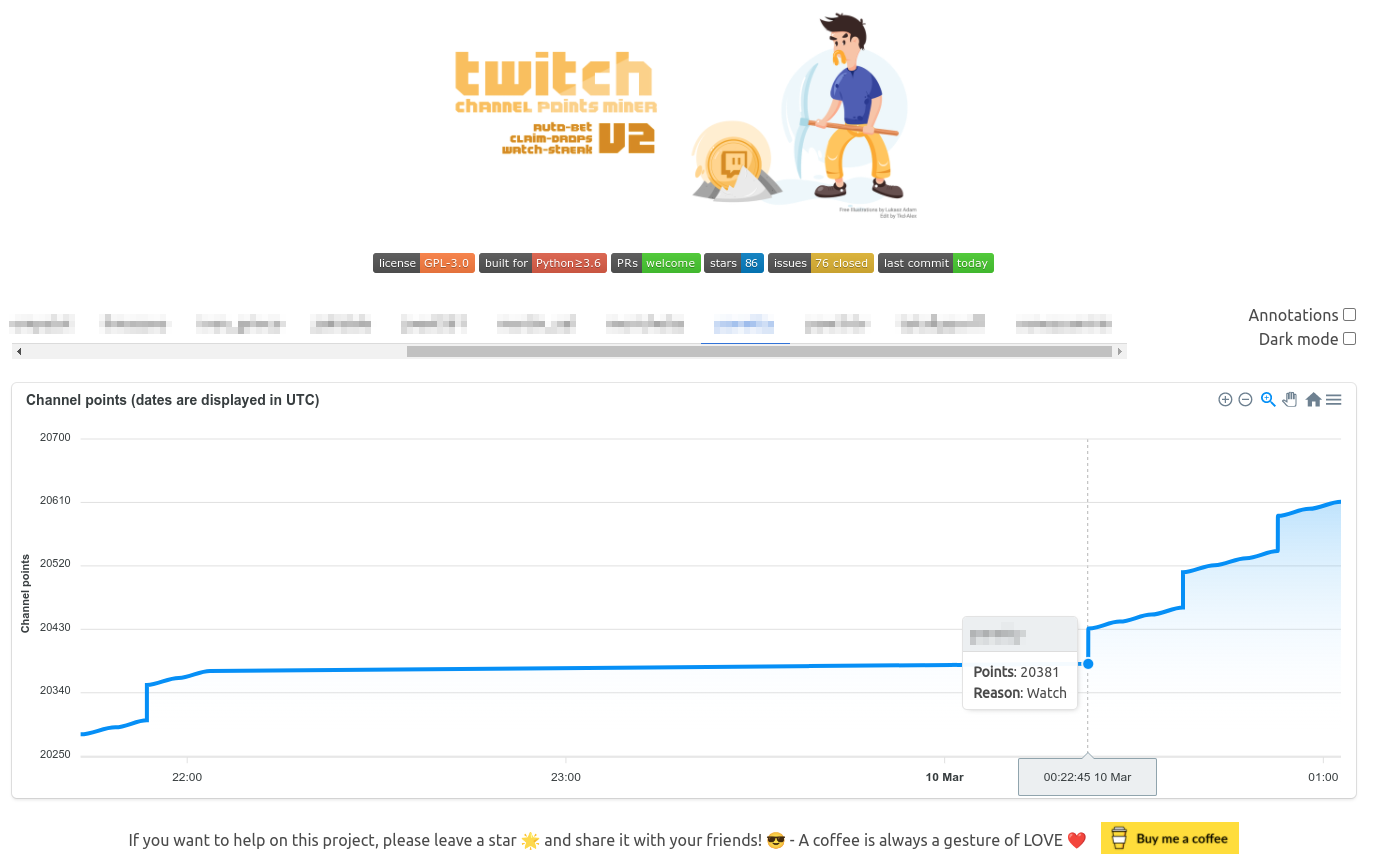 twitch
CHANNEL POINTS MINER
AUTO-BET
CLAIM-DROPS
WATCH-STREAK
V2
Free Illustrations by Lukasz Adam
Edit by Tkd-Alex
license GPL-3.0 built for Python≥3.6 PRs welcome stars 86 issues 76 closed last commit today
Annotations
Dark mode
Channel points (dates are displayed in UTC)
20700
20610
20520
20430
20340
20250
Channel points
Points: 20381
Reason: Watch
22:00 23:00 10 Mar 00:22:45 10 Mar 01:00
If you want to help on this project, please leave a star 🌟 and share it with your friends! 😎 - A coffee is always a gesture of LOVE ❤️ Buy me a coffee